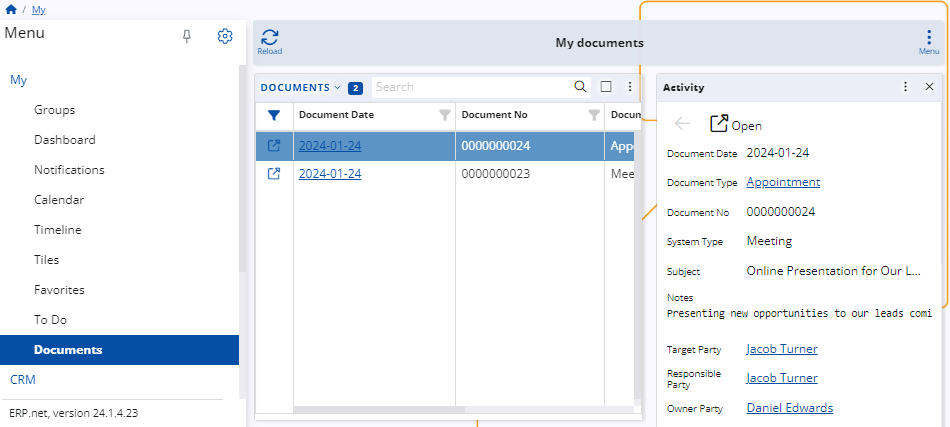 / My
Menu
My
Groups
Dashboard
Notifications
Calendar
Timeline
Tiles
Favorites
To Do
Documents
CRM
ERP.net, version 24.1.4.23
Reload
My documents
Menu
DOCUMENTS 2 Search
Document Date Document No Docum
2024-01-24 0000000024 Appo
2024-01-24 0000000023 Mee
Activity
Open
Document Date 2024-01-24
Document Type Appointment
Document No 0000000024
System Type Meeting
Subject Online Presentation for Our L...
Notes
Presenting new opportunities to our leads comi
Target Party Jacob Turner
Responsible
Party Jacob Turner
Owner Party Daniel Edwards